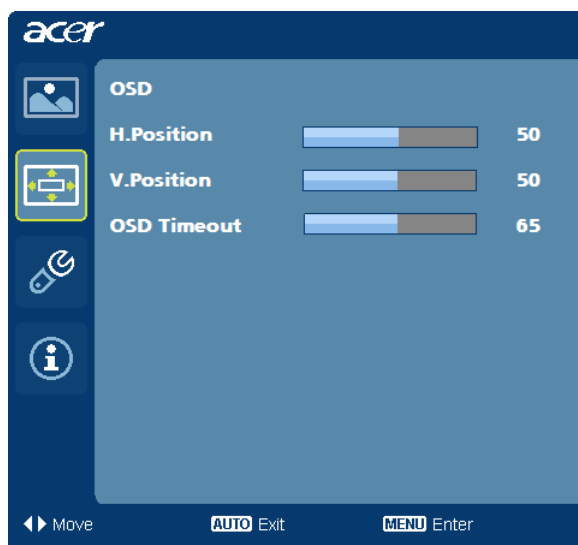 acer
OSD
H.Position 50
V.Position 50
OSD Timeout 65
Move AUTO Exit MENU Enter